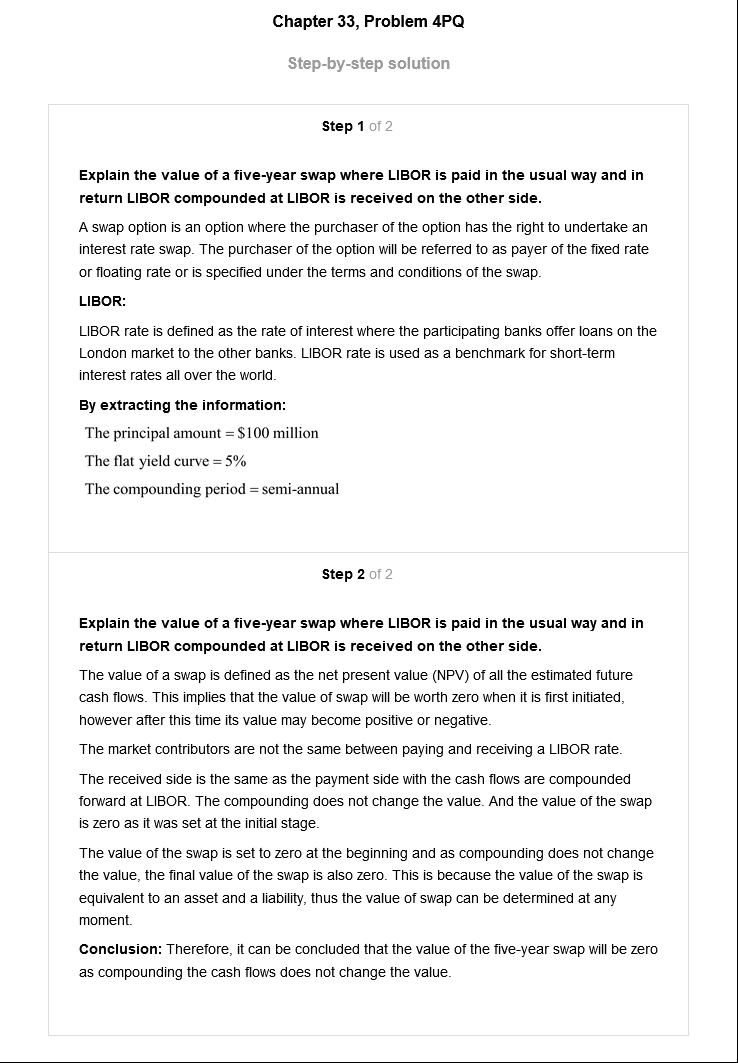 Chapter 33, Problem 4PQ
Step-by-step solution
Step 1 of 2
Explain the value of a five-year swap where LIBOR is paid in the usual way and in
return LIBOR compounded at LIBOR is received on the other side.
A swap option is an option where the purchaser of the option has the right to undertake an
interest rate swap. The purchaser of the option will be referred to as payer of the fixed rate
or floating rate or is specified under the terms and conditions of the swap.
LIBOR:
LIBOR rate is defined as the rate of interest where the participating banks offer loans on the
London market to the other banks. LIBOR rate is used as a benchmark for short-term
interest rates all over the world.
By extracting the information:
The principal amount = $100 million
The flat yield curve = 5%
The compounding period = semi-annual
Step 2 of 2
Explain the value of a five-year swap where LIBOR is paid in the usual way and in
return LIBOR compounded at LIBOR is received on the other side.
The value of a swap is defined as the net present value (NPV) of all the estimated future
cash flows. This implies that the value of swap will be worth zero when it is first initiated,
however after this time its value may become positive or negative.
The market contributors are not the same between paying and receiving a LIBOR rate.
The received side is the same as the payment side with the cash flows are compounded
forward at LIBOR. The compounding does not change the value. And the value of the swap
is zero as it was set at the initial stage.
The value of the swap is set to zero at the beginning and as compounding does not change
the value, the final value of the swap is also zero. This is because the value of the swap is
equivalent to an asset and a liability, thus the value of swap can be determined at any
moment.
Conclusion: Therefore, it can be concluded that the value of the five-year swap will be zero
as compounding the cash flows does not change the value.